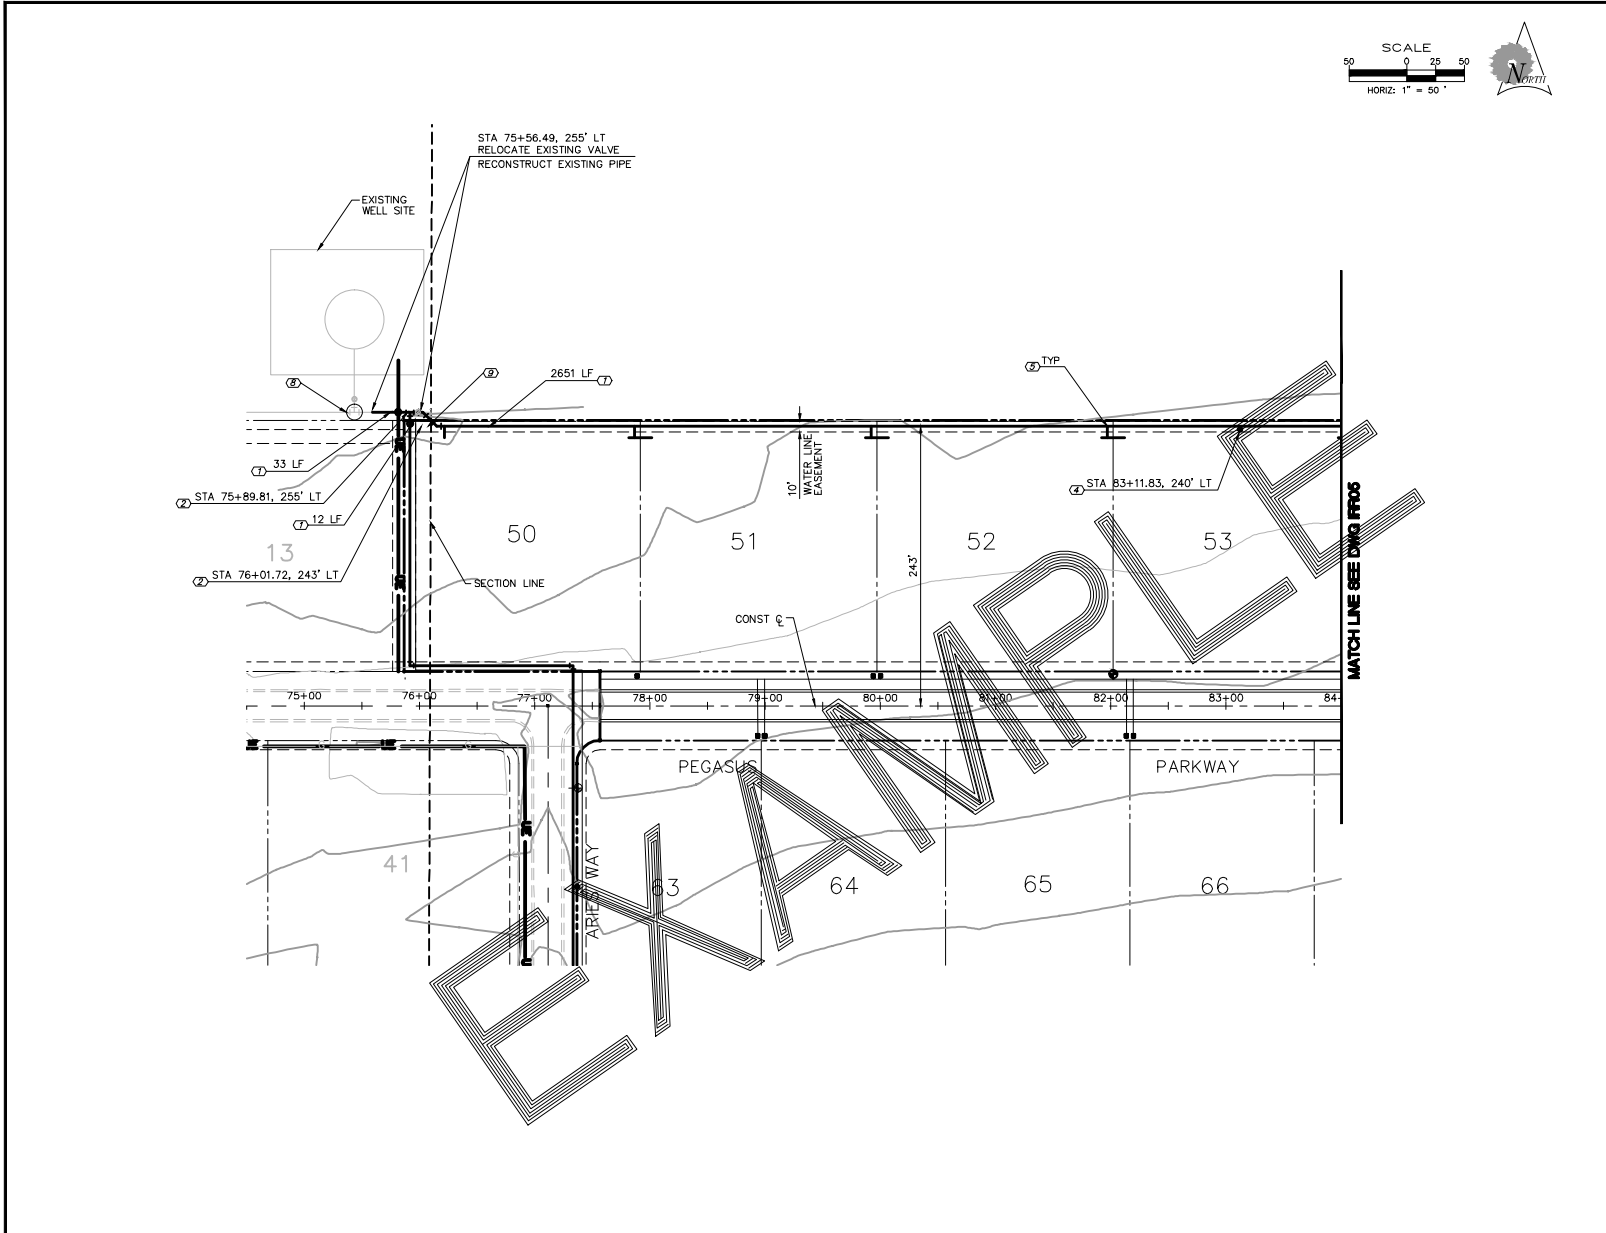 SCALE
50 0 25 50
HORIZ: 1" = 50 '
NORTH
STA 75+56.49, 255' LT
RELOCATE EXISTING VALVE
RECONSTRUCT EXISTING PIPE
EXISTING
WELL SITE
8
9
2651 LF 1
5 TYP
1 33 LF
2 STA 75+89.81, 255' LT
1 12 LF
2 STA 76+01.72, 243' LT
10'
WATER LINE
EASEMENT
4 STA 83+11.83, 240' LT
13
50
51
52
53
SECTION LINE
243'
CONST ℄
MATCH LINE SEE DWG IRR05
75+00 76+00 77+00 78+00 79+00 80+00 81+00 82+00 83+00 84
PEGASUS PARKWAY
ARIES WAY
41
63
64
65
66
EXAMPLE